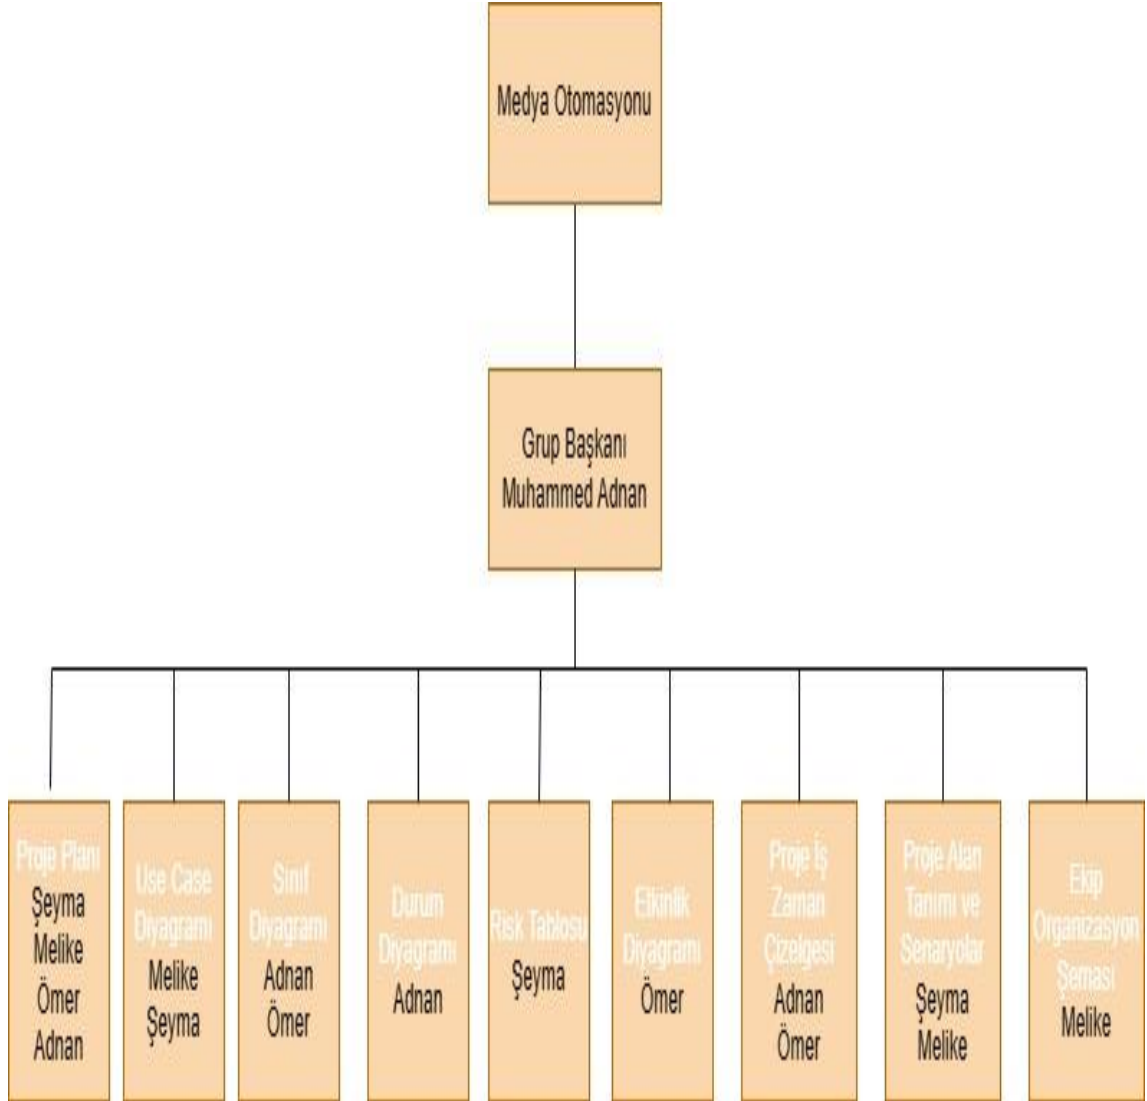 Medya Otomasyonu
Grup Başkanı
Muhammed Adnan
Proje Planı
Şeyma
Melike
Ömer
Adnan
Use Case
Diyagramı
Melike
Şeyma
Sınıf
Diyagramı
Adnan
Ömer
Durum
Diyagramı
Adnan
Risk Tablosu
Şeyma
Etkinlik
Diyagramı
Ömer
Proje İş
Zaman
Çizelgesi
Adnan
Ömer
Proje Alan
Tanımı ve
Senaryolar
Şeyma
Melike
Ekip
Organizasyon
Şeması
Melike